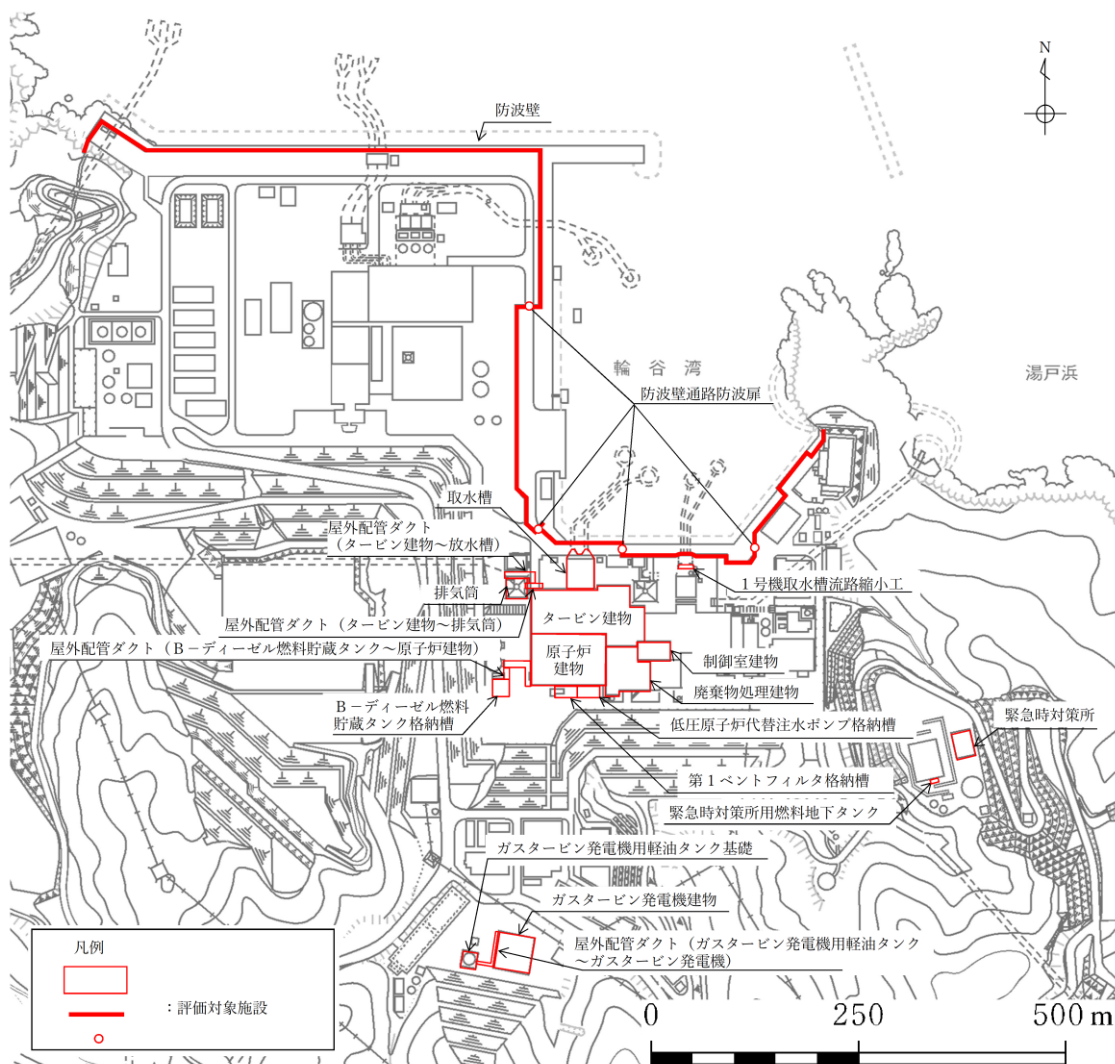 N
防波壁
輪谷湾
湯戸浜
防波壁通路防波扉
取水槽
屋外配管ダクト
(タービン建物~放水槽)
排気筒
1号機取水槽流路縮小工
屋外配管ダクト(タービン建物~排気筒)
タービン建物
屋外配管ダクト(B-ディーゼル燃料貯蔵タンク~原子炉建物)
原子炉
建物
制御室建物
廃棄物処理建物
B-ディーゼル燃料
貯蔵タンク格納槽
低圧原子炉代替注水ポンプ格納槽
緊急時対策所
第1ベントフィルタ格納槽
緊急時対策所用燃料地下タンク
ガスタービン発電機用軽油タンク基礎
ガスタービン発電機建物
屋外配管ダクト(ガスタービン発電機用軽油タンク
~ガスタービン発電機)
凡例
:評価対象施設
0 250 500 m